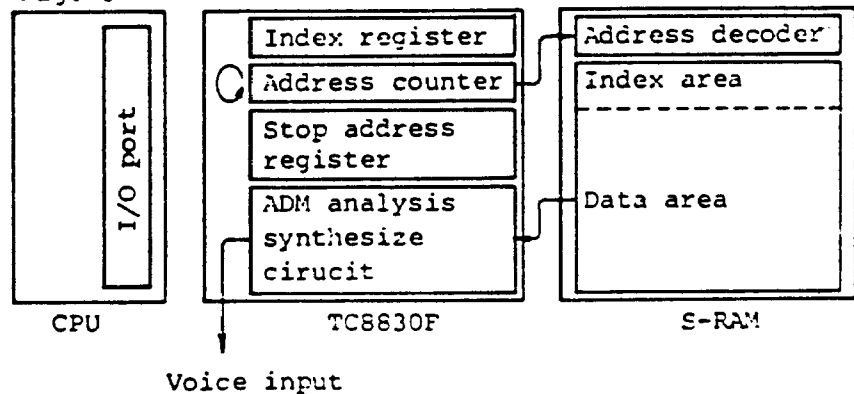 I/O port
CPU
Index register
Address counter
Stop address
register
ADM analysis
synthesize
cirucit
TC8830F
Address decoder
Index area
Data area
S-RAM
Voice input